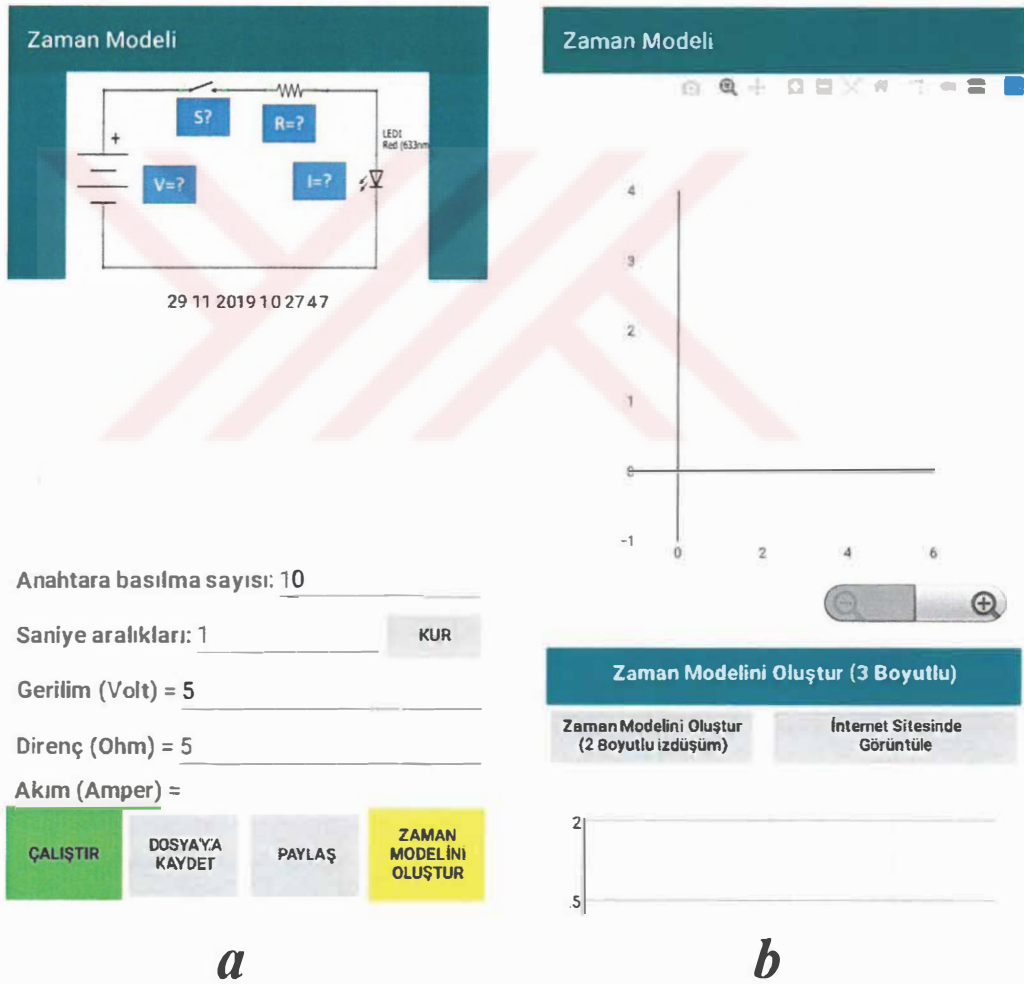 Zaman Modeli
S?
R=?
LED1
Red (633nm
+
V=?
I=?
29 11 2019 10 27 47
Anahtara basılma sayısı: 10
Saniye aralıkları: 1
KUR
Gerilim (Volt) = 5
Direnç (Ohm) = 5
Akım (Amper) =
ÇALIŞTIR
DOSYA'YA
KAYDET
PAYLAŞ
ZAMAN
MODELİNİ
OLUŞTUR
a
Zaman Modeli
4
3
2
1
0
-1
0
2
4
6
Zaman Modelini Oluştur (3 Boyutlu)
Zaman Modelini Oluştur
(2 Boyutlu izdüşüm)
İnternet Sitesinde
Görüntüle
2
.5
b